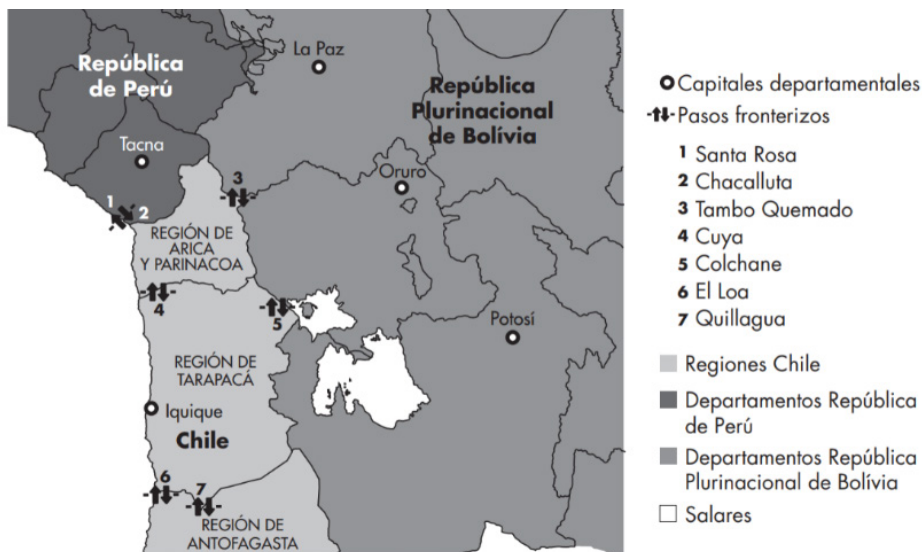 La Paz
República
de Perú
República
Plurinacional
de Bolívia
Tacna
Oruro
3
1
2
REGIÓN DE
ARICA
Y PARINACOA
4
5
Potosí
REGIÓN DE
TARAPACÁ
Iquique
Chile
6
7
REGIÓN DE
ANTOFAGASTA
Capitales departamentales
Pasos fronterizos
1 Santa Rosa
2 Chacalluta
3 Tambo Quemado
4 Cuya
5 Colchane
6 El Loa
7 Quillagua
Regiones Chile
Departamentos República
de Perú
Departamentos República
Plurinacional de Bolívia
Salares